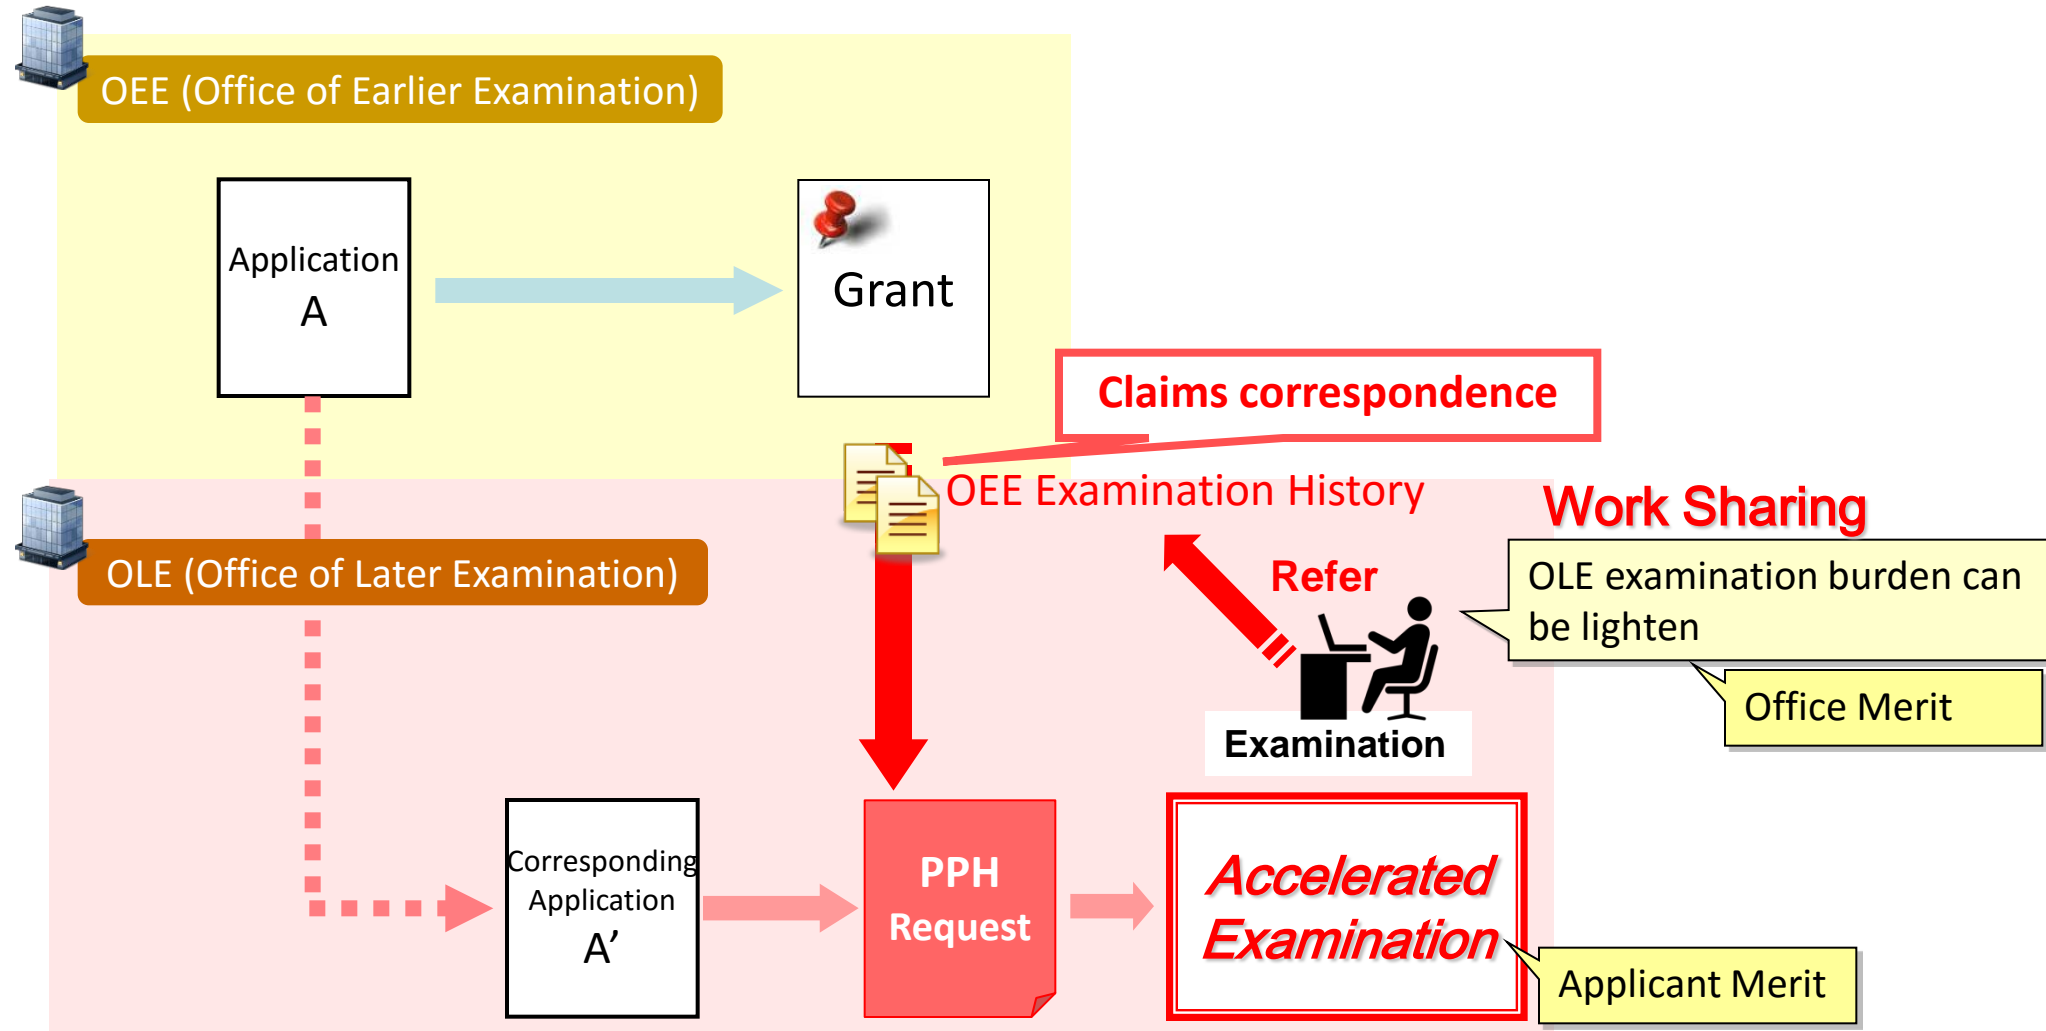 OEE (Office of Earlier Examination)
Application
A
Grant
Claims correspondence
OEE Examination History
Work Sharing
OLE (Office of Later Examination)
OLE examination burden can
be lighten
Refer
Office Merit
Examination
Corresponding
Application
A’
PPH
Request
Accelerated
Examination
Applicant Merit